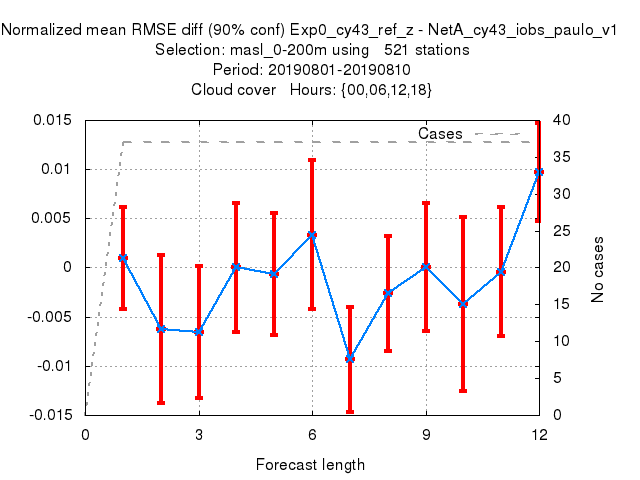 Normalized mean RMSE diff (90% conf) Exp0_cy43_ref_z - NetA_cy43_iobs_paulo_v1
Selection: masl_0-200m using 521 stations
Period: 20190801-20190810
Cloud cover Hours: {00,06,12,18}
Cases
0.015
0.01
0.005
0
-0.005
-0.01
-0.015
40
35
30
25
20
15
10
5
0
No cases
0 3 6 9 12
Forecast length